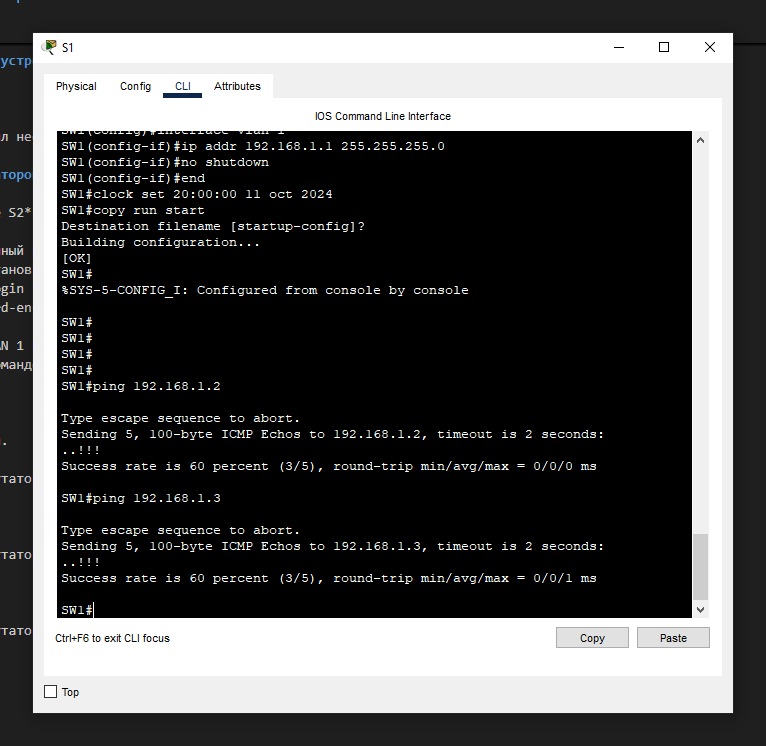 S1
Physical Config CLI Attributes
IOS Command Line Interface
SW1(config)#interface vlan 1
SW1(config-if)#ip addr 192.168.1.1 255.255.255.0
SW1(config-if)#no shutdown
SW1(config-if)#end
SW1#clock set 20:00:00 11 oct 2024
SW1#copy run start
Destination filename [startup-config]?
Building configuration...
[OK]
SW1#
%SYS-5-CONFIG_I: Configured from console by console
SW1#
SW1#
SW1#
SW1#
SW1#ping 192.168.1.2
Type escape sequence to abort.
Sending 5, 100-byte ICMP Echos to 192.168.1.2, timeout is 2 seconds:
..!!!
Success rate is 60 percent (3/5), round-trip min/avg/max = 0/0/0 ms
SW1#ping 192.168.1.3
Type escape sequence to abort.
Sending 5, 100-byte ICMP Echos to 192.168.1.3, timeout is 2 seconds:
..!!!
Success rate is 60 percent (3/5), round-trip min/avg/max = 0/0/1 ms
SW1#
Ctrl+F6 to exit CLI focus
Copy Paste
Top
устр
л не
торо
S2*
ный
танов
gin
d-en
AN 1
оманд
тато
тато
тато